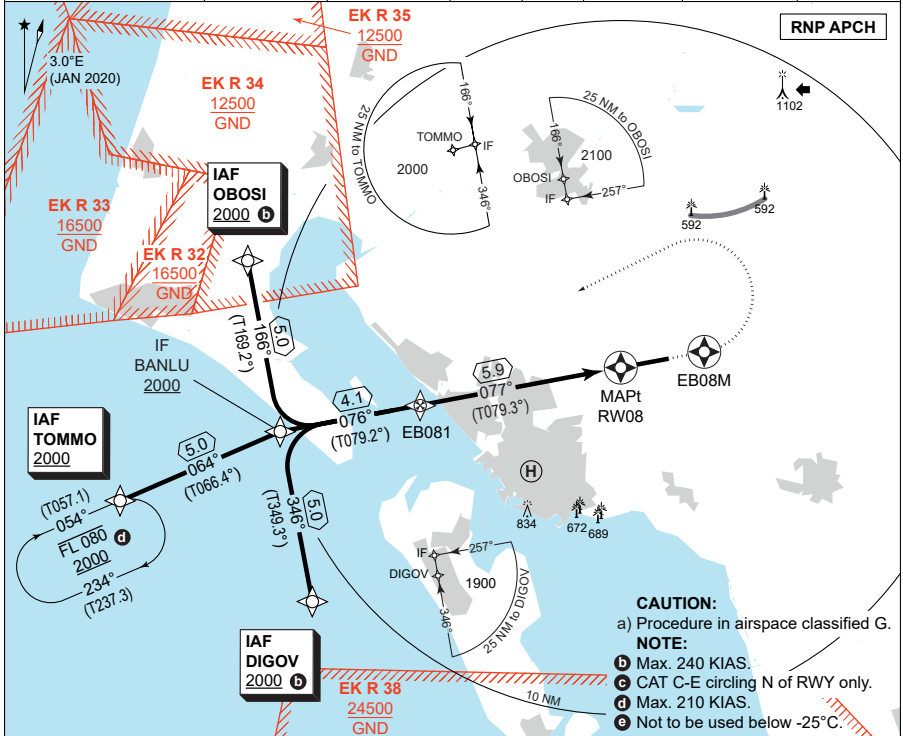 RNP APCH
3.0°E
(JAN 2020)
EK R 35
12500
GND
EK R 34
12500
GND
EK R 33
16500
GND
EK R 32
16500
GND
IAF
OBOSI
2000 b
25 NM to TOMMO
166°
TOMMO
IF
2000
346°
25 NM to OBOSI
166°
2100
OBOSI
IF
257°
1102
592
592
5.0
166°
(T169.2°)
IF
BANLU
2000
4.1
076°
(T079.2°)
EB081
5.9
077°
(T079.3°)
MAPt
RW08
EB08M
IAF
TOMMO
2000
5.0
064°
(T066.4°)
(T057.1)
054°
FL 080
2000
d
234°
(T237.3)
5.0
346°
(T349.3°)
H
834
672
689
IF
257°
DIGOV
1900
346°
25 NM to DIGOV
IAF
DIGOV
2000 b
EK R 38
24500
GND
10 NM
CAUTION:
a) Procedure in airspace classified G.
NOTE:
b Max. 240 KIAS.
c CAT C-E circling N of RWY only.
d Max. 210 KIAS.
e Not to be used below -25°C.